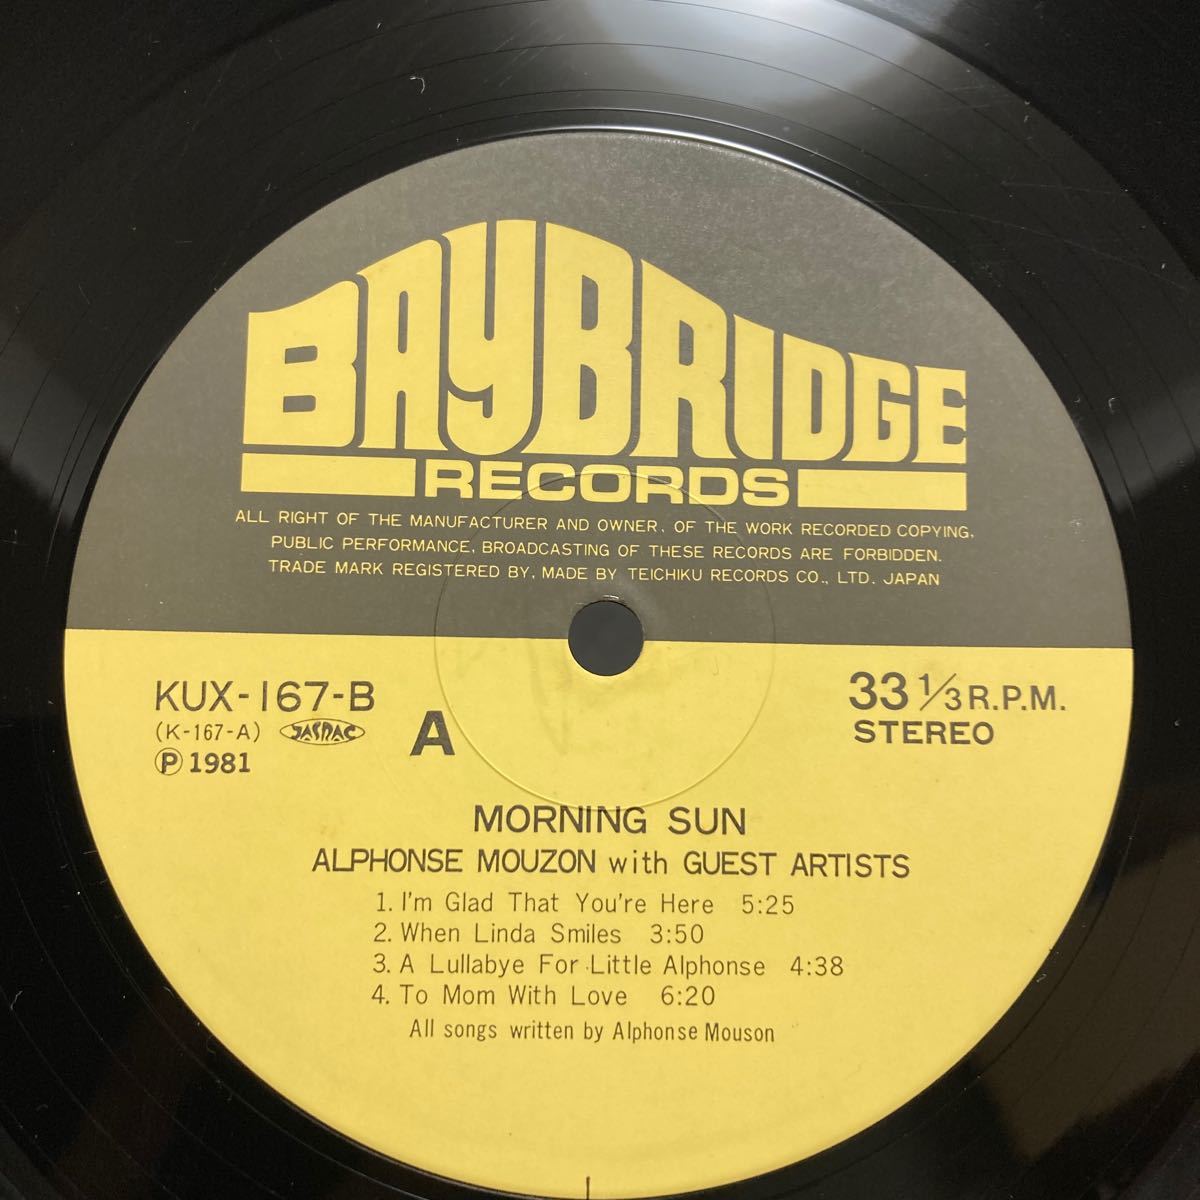 BAYBRIDGE
RECORDS
ALL RIGHT OF THE MANUFACTURER AND OWNER, OF THE WORK RECORDED COPYING,
PUBLIC PERFORMANCE, BROADCASTING OF THESE RECORDS ARE FORBIDDEN.
TRADE MARK REGISTERED BY, MADE BY TEICHIKU RECORDS CO., LTD. JAPAN
KUX-167-B
(K-167-A) JASRAC
Ⓟ 1981
A
33 1/3 R.P.M.
STEREO
MORNING SUN
ALPHONSE MOUZON with GUEST ARTISTS
1. I'm Glad That You're Here 5:25
2. When Linda Smiles 3:50
3. A Lullabye For Little Alphonse 4:38
4. To Mom With Love 6:20
All songs written by Alphonse Mouson